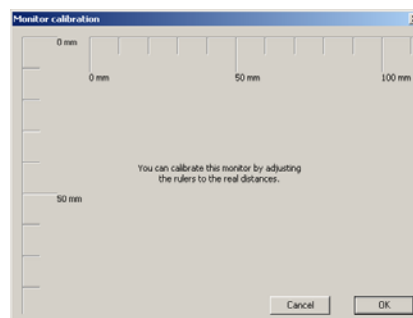 Monitor calibration
0 mm
0 mm 50 mm 100 mm
You can calibrate this monitor by adjusting
the rulers to the real distances.
50 mm
Cancel OK